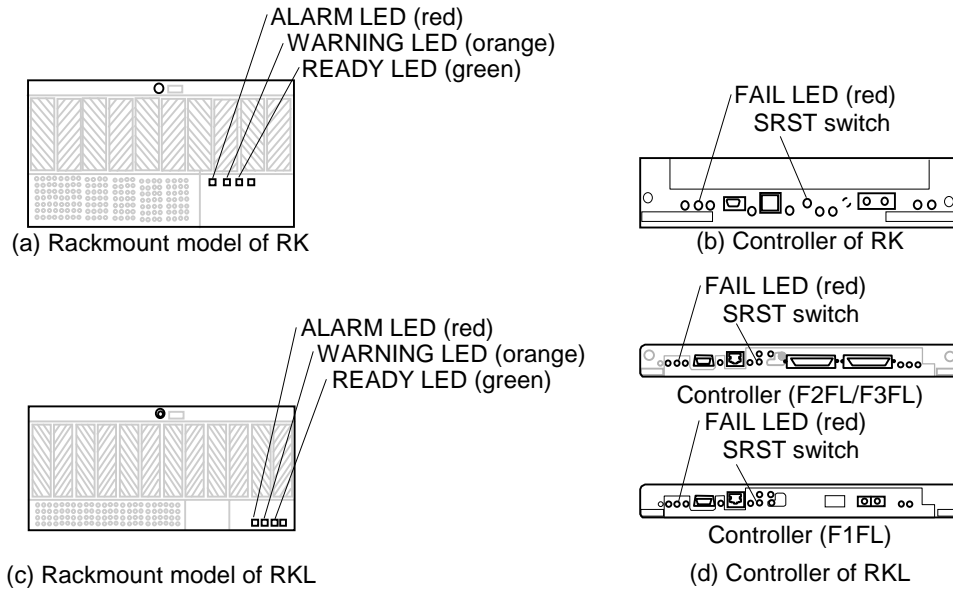 ALARM LED (red)
WARNING LED (orange)
READY LED (green)
(a) Rackmount model of RK
FAIL LED (red)
SRST switch
(b) Controller of RK
ALARM LED (red)
WARNING LED (orange)
READY LED (green)
(c) Rackmount model of RKL
FAIL LED (red)
SRST switch
Controller (F2FL/F3FL)
FAIL LED (red)
SRST switch
Controller (F1FL)
(d) Controller of RKL